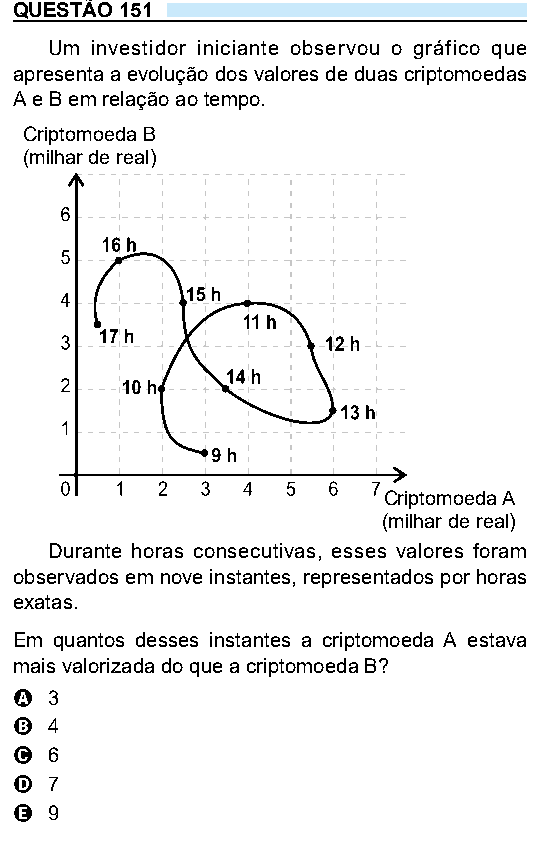 QUESTÃO 151
Um investidor iniciante observou o gráfico que
apresenta a evolução dos valores de duas criptomoedas
A e B em relação ao tempo.
Criptomoeda B
(milhar de real)
6
5
4
3
2
1
0
1
2
3
4
5
6
7
16 h
15 h
17 h
11 h
12 h
10 h
14 h
13 h
9 h
Criptomoeda A
(milhar de real)
Durante horas consecutivas, esses valores foram
observados em nove instantes, representados por horas
exatas.
Em quantos desses instantes a criptomoeda A estava
mais valorizada do que a criptomoeda B?
A 3
B 4
C 6
D 7
E 9